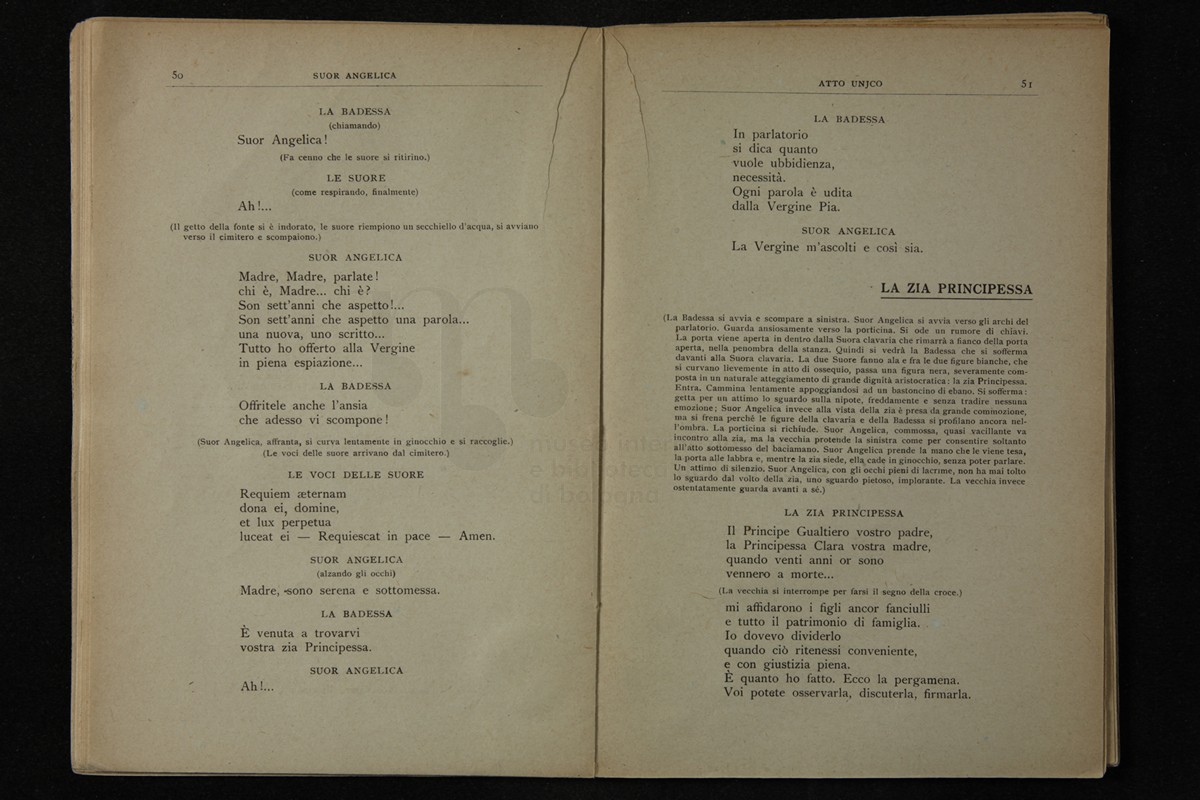 50
SUOR ANGELICA
LA BADESSA
(chiamando)
Suor Angelica!
(Fa cenno che le suore si ritirino.)
LE SUORE
(come respirando, finalmente)
Ah!...
(Il getto della fonte si è indorato, le suore riempiono un secchiello d'acqua, si avviano
verso il cimitero e scompaiono.)
SUOR ANGELICA
Madre, Madre, parlate!
chi è, Madre... chi è?
Son sett'anni che aspetto!...
Son sett'anni che aspetto una parola...
una nuova, uno scritto...
Tutto ho offerto alla Vergine
in piena espiazione...
LA BADESSA
Offritele anche l'ansia
che adesso vi scompone!
(Suor Angelica, affranta, si curva lentamente in ginocchio e si raccoglie.)
(Le voci delle suore arrivano dal cimitero.)
LE VOCI DELLE SUORE
Requiem æternam
dona ei, domine,
et lux perpetua
luceat ei — Requiescat in pace — Amen.
SUOR ANGELICA
(alzando gli occhi)
Madre, sono serena e sottomessa.
LA BADESSA
È venuta a trovarvi
vostra zia Principessa.
SUOR ANGELICA
Ah!...
ATTO UNICO
51
LA BADESSA
In parlatorio
si dica quanto
vuole ubbidienza,
necessità.
Ogni parola è udita
dalla Vergine Pia.
SUOR ANGELICA
La Vergine m'ascolti e così sia.
LA ZIA PRINCIPESSA
(La Badessa si avvia e scompare a sinistra. Suor Angelica si avvia verso gli archi del
parlatorio. Guarda ansiosamente verso la porticina. Si ode un rumore di chiavi.
La porta viene aperta in dentro dalla Suora clavaria che rimarrà a fianco della porta
aperta, nella penombra della stanza. Quindi si vedrà la Badessa che si sofferma
davanti alla Suora clavaria. La due Suore fanno ala e fra le due figure bianche, che
si curvano lievemente in atto di ossequio, passa una figura nera, severamente com-
posta in un naturale atteggiamento di grande dignità aristocratica: la zia Principessa.
Entra. Cammina lentamente appoggiandosi ad un bastoncino di ebano. Si sofferma:
getta per un attimo lo sguardo sulla nipote, freddamente e senza tradire nessuna
emozione; Suor Angelica invece alla vista della zia è presa da grande commozione,
ma si frena perchè le figure della clavaria e della Badessa si profilano ancora nel-
l'ombra. La porticina si richiude. Suor Angelica, commossa, quasi vacillante va
incontro alla zia, ma la vecchia protende la sinistra come per consentire soltanto
all'atto sottomesso del baciamano. Suor Angelica prende la mano che le viene tesa,
la porta alle labbra e, mentre la zia siede, ella cade in ginocchio, senza poter parlare.
Un attimo di silenzio. Suor Angelica, con gli occhi pieni di lacrime, non ha mai tolto
lo sguardo dal volto della zia, uno sguardo pietoso, implorante. La vecchia invece
ostentatamente guarda avanti a sè.)
LA ZIA PRINCIPESSA
Il Principe Gualtiero vostro padre,
la Principessa Clara vostra madre,
quando venti anni or sono
vennero a morte...
(La vecchia si interrompe per farsi il segno della croce.)
mi affidarono i figli ancor fanciulli
e tutto il patrimonio di famiglia.
Io dovevo dividerlo
quando ciò ritenessi conveniente,
e con giustizia piena.
È quanto ho fatto. Ecco la pergamena.
Voi potete osservarla, discuterla, firmarla.